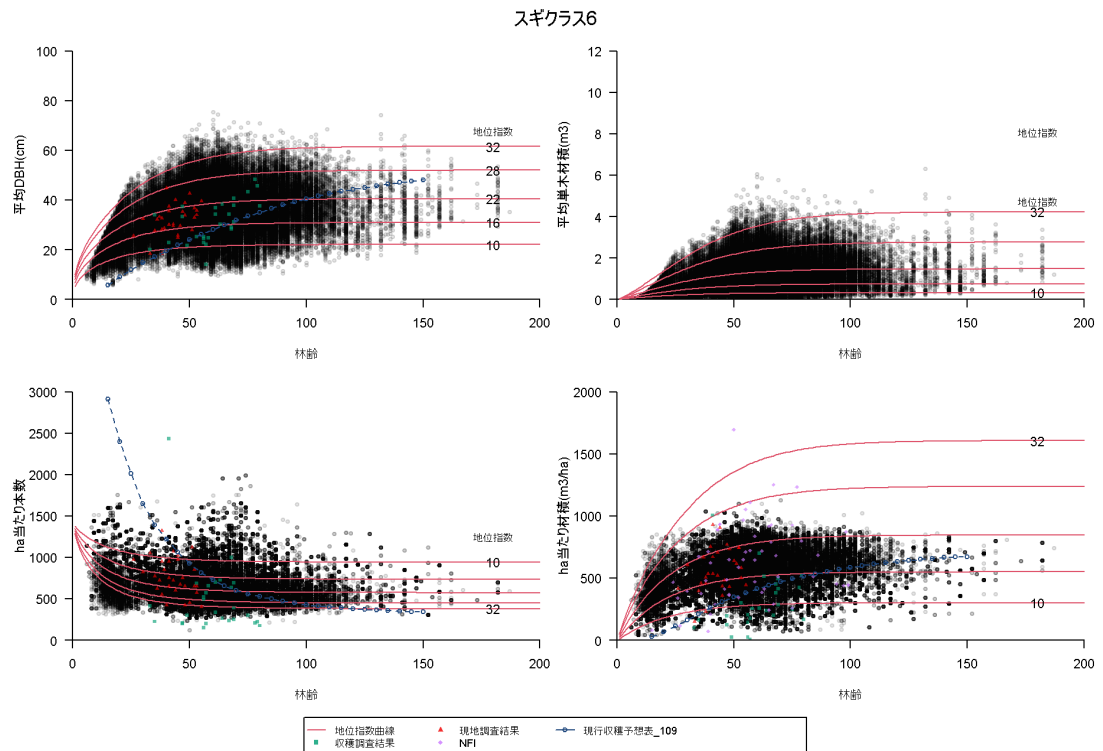 スギクラス6
平均DBH(cm)
100
80
60
40
20
0
地位指数
32
28
22
16
10
0 50 100 150 200
林齢
平均単木材積(m3)
12
10
8
6
4
2
0
地位指数
地位指数
32
10
0 50 100 150 200
林齢
ha当たり本数
3000
2500
2000
1500
1000
500
0
地位指数
10
32
0 50 100 150 200
林齢
ha当たり材積(m3/ha)
2000
1500
1000
500
0
32
10
0 50 100 150 200
林齢
地位指数曲線 現地調査結果 現行収穫予想表_109
収穫調査結果 NFI